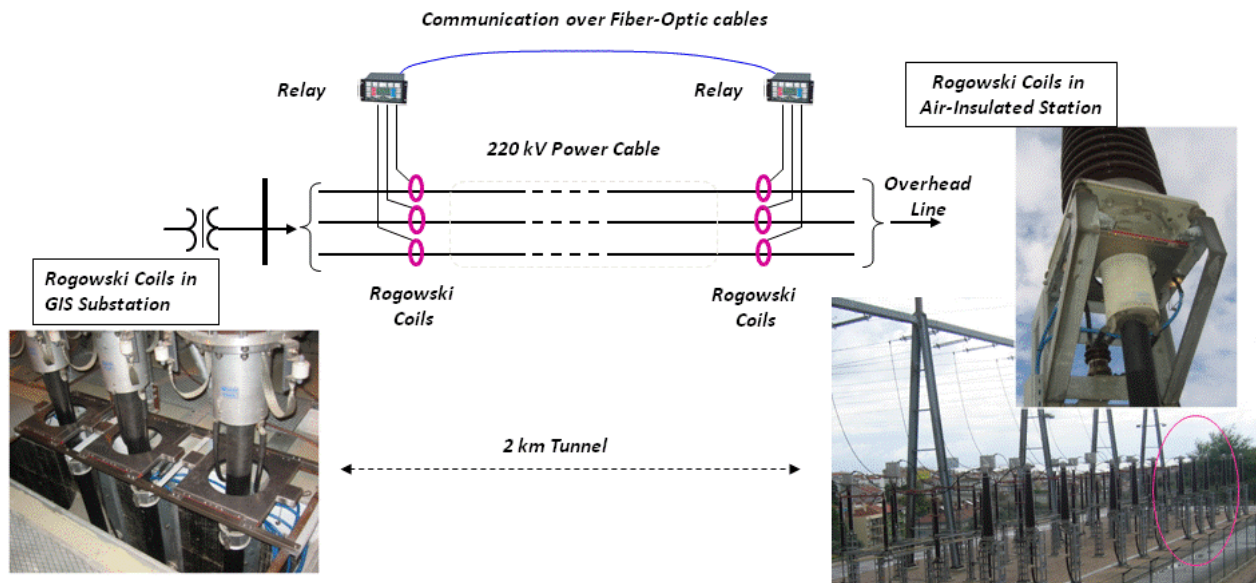 Communication over Fiber-Optic cables
Relay
Relay
Rogowski Coils in
Air-Insulated Station
220 kV Power Cable
Overhead
Line
Rogowski Coils in
GIS Substation
Rogowski
Coils
Rogowski
Coils
2 km Tunnel